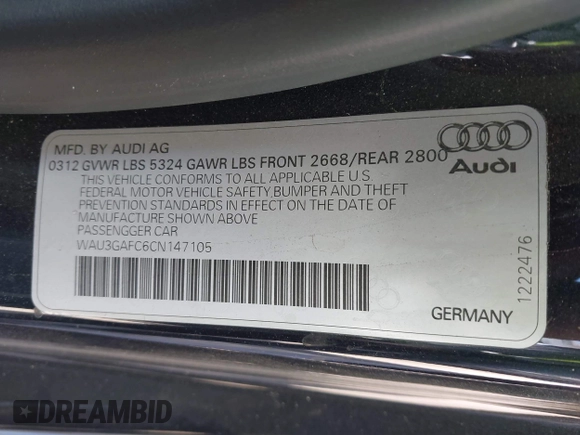 MFD. BY AUDI AG
0312 GVWR LBS 5324 GAWR LBS FRONT 2668/REAR 2800
THIS VEHICLE CONFORMS TO ALL APPLICABLE U.S.
FEDERAL MOTOR VEHICLE SAFETY,BUMPER AND THEFT
PREVENTION STANDARDS IN EFFECT ON THE DATE OF
MANUFACTURE SHOWN ABOVE
PASSENGGER CAR
WAU3GAFC6CN147105
Audi
1222476
GERMANY
DREAMBID